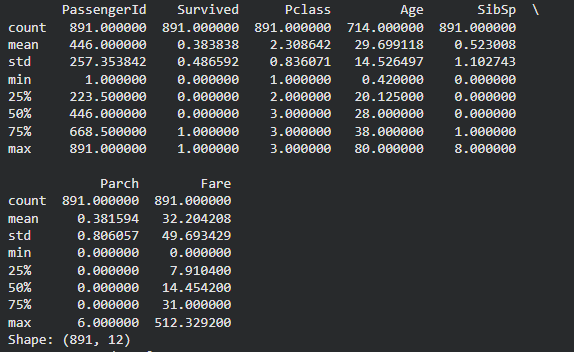 PassengerId Survived Pclass Age SibSp \
count 891.000000 891.000000 891.000000 714.000000 891.000000
mean 446.000000 0.383838 2.308642 29.699118 0.523008
std 257.353842 0.486592 0.836071 14.526497 1.102743
min 1.000000 0.000000 1.000000 0.420000 0.000000
25% 223.500000 0.000000 2.000000 20.125000 0.000000
50% 446.000000 0.000000 3.000000 28.000000 0.000000
75% 668.500000 1.000000 3.000000 38.000000 1.000000
max 891.000000 1.000000 3.000000 80.000000 8.000000
Parch Fare
count 891.000000 891.000000
mean 0.381594 32.204208
std 0.806057 49.693429
min 0.000000 0.000000
25% 0.000000 7.910400
50% 0.000000 14.454200
75% 0.000000 31.000000
max 6.000000 512.329200
Shape: (891, 12)